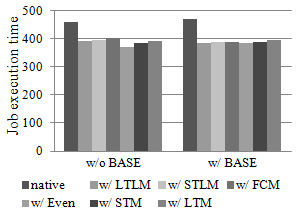 Job execution time
500
400
300
200
100
0
w/o BASE w/ BASE
native w/ LTLM w/ STLM w/ FCM
w/ Even w/ STM w/ LTM